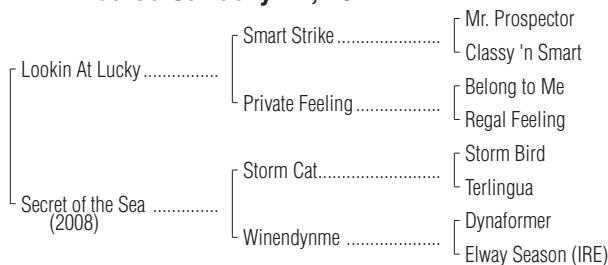 Smart Strike ....................
Mr. Prospector
Classy 'n Smart
Lookin At Lucky ..............
Private Feeling ..................
Belong to Me
Regal Feeling
Storm Cat.......................
Storm Bird
Terlingua
Secret of the Sea ............
(2008)
Winendynme ...................
Dynaformer
Elway Season (IRE)